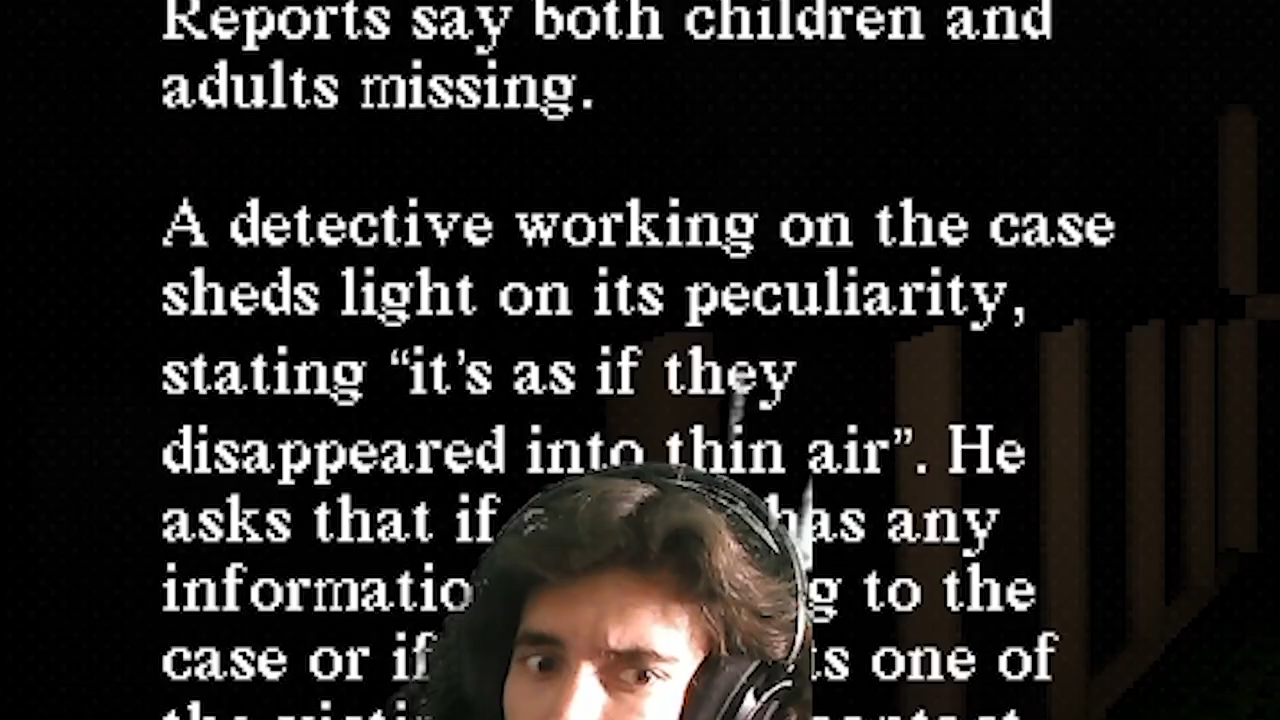 Reports say both children and
adults missing.
A detective working on the case
sheds light on its peculiarity,
stating “it’s as if they
disappeared into thin air”. He
asks that if has any
to the
case or one of
the